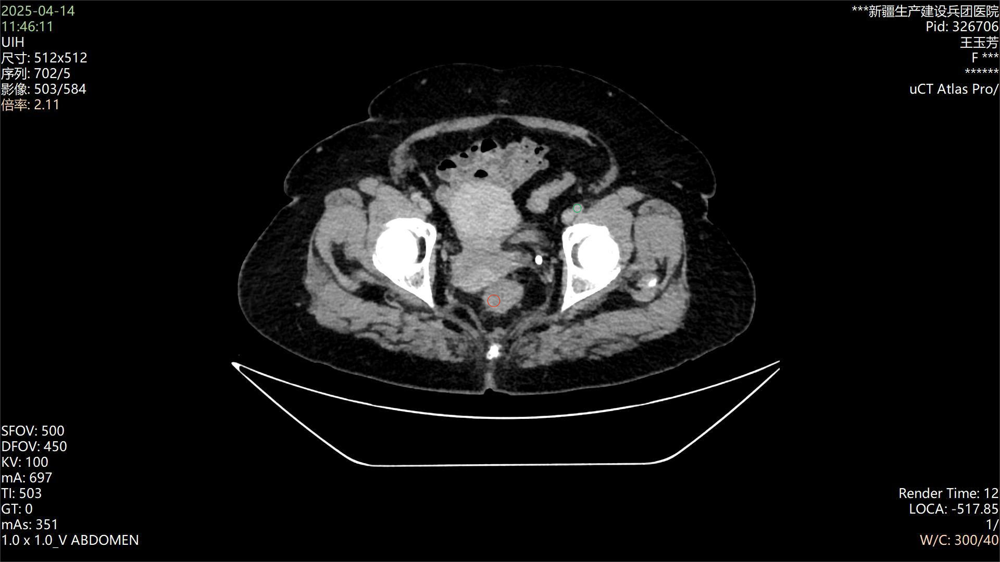 2025-04-14
11:46:11
UIH
尺寸: 512x512
序列: 702/5
影像: 503/584
倍率: 2.11
***新疆生产建设兵团医院
Pid: 326706
王玉芳
F ***
******
uCT Atlas Pro/
SFOV: 500
DFOV: 450
KV: 100
mA: 697
TI: 503
GT: 0
mAs: 351
1.0 x 1.0_V ABDOMEN
Render Time: 12
LOCA: -517.85
1/
W/C: 300/40